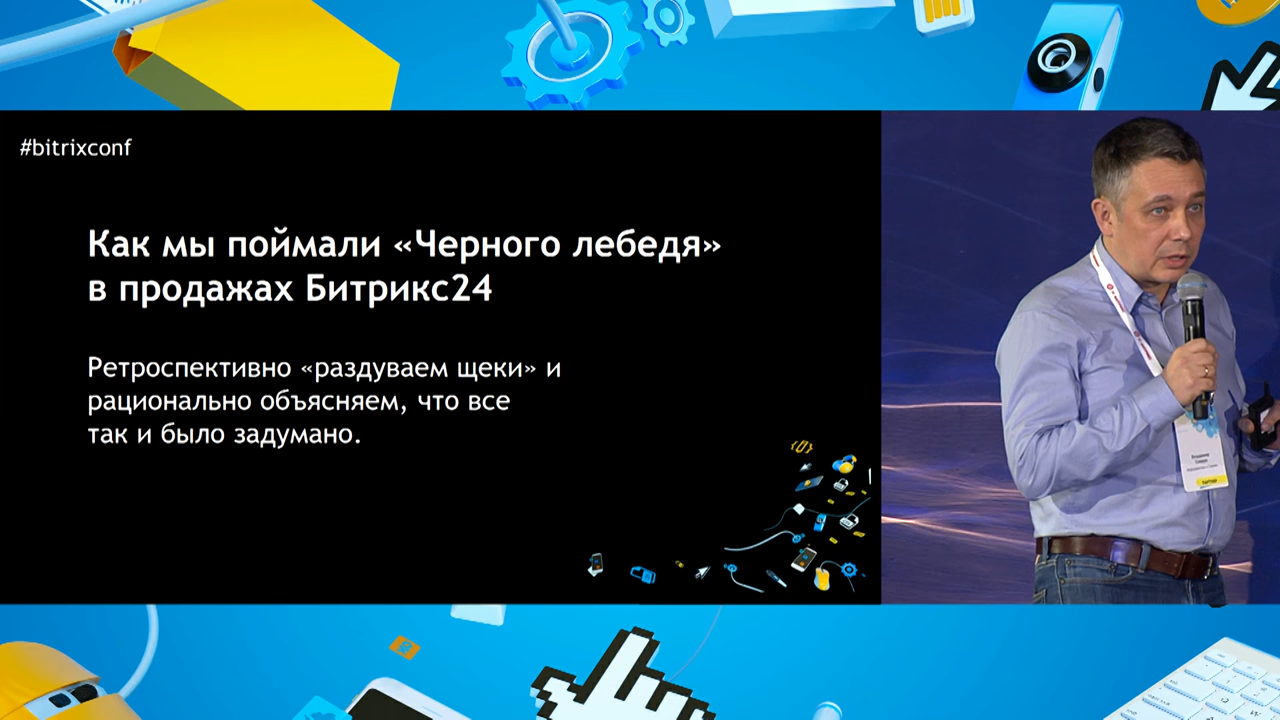 #bitrixconf
Как мы поймали «Черного лебедя»
в продажах Битрикс24
Ретроспективно «раздуваем щеки» и
рационально объясняем, что все
так и было задумано.